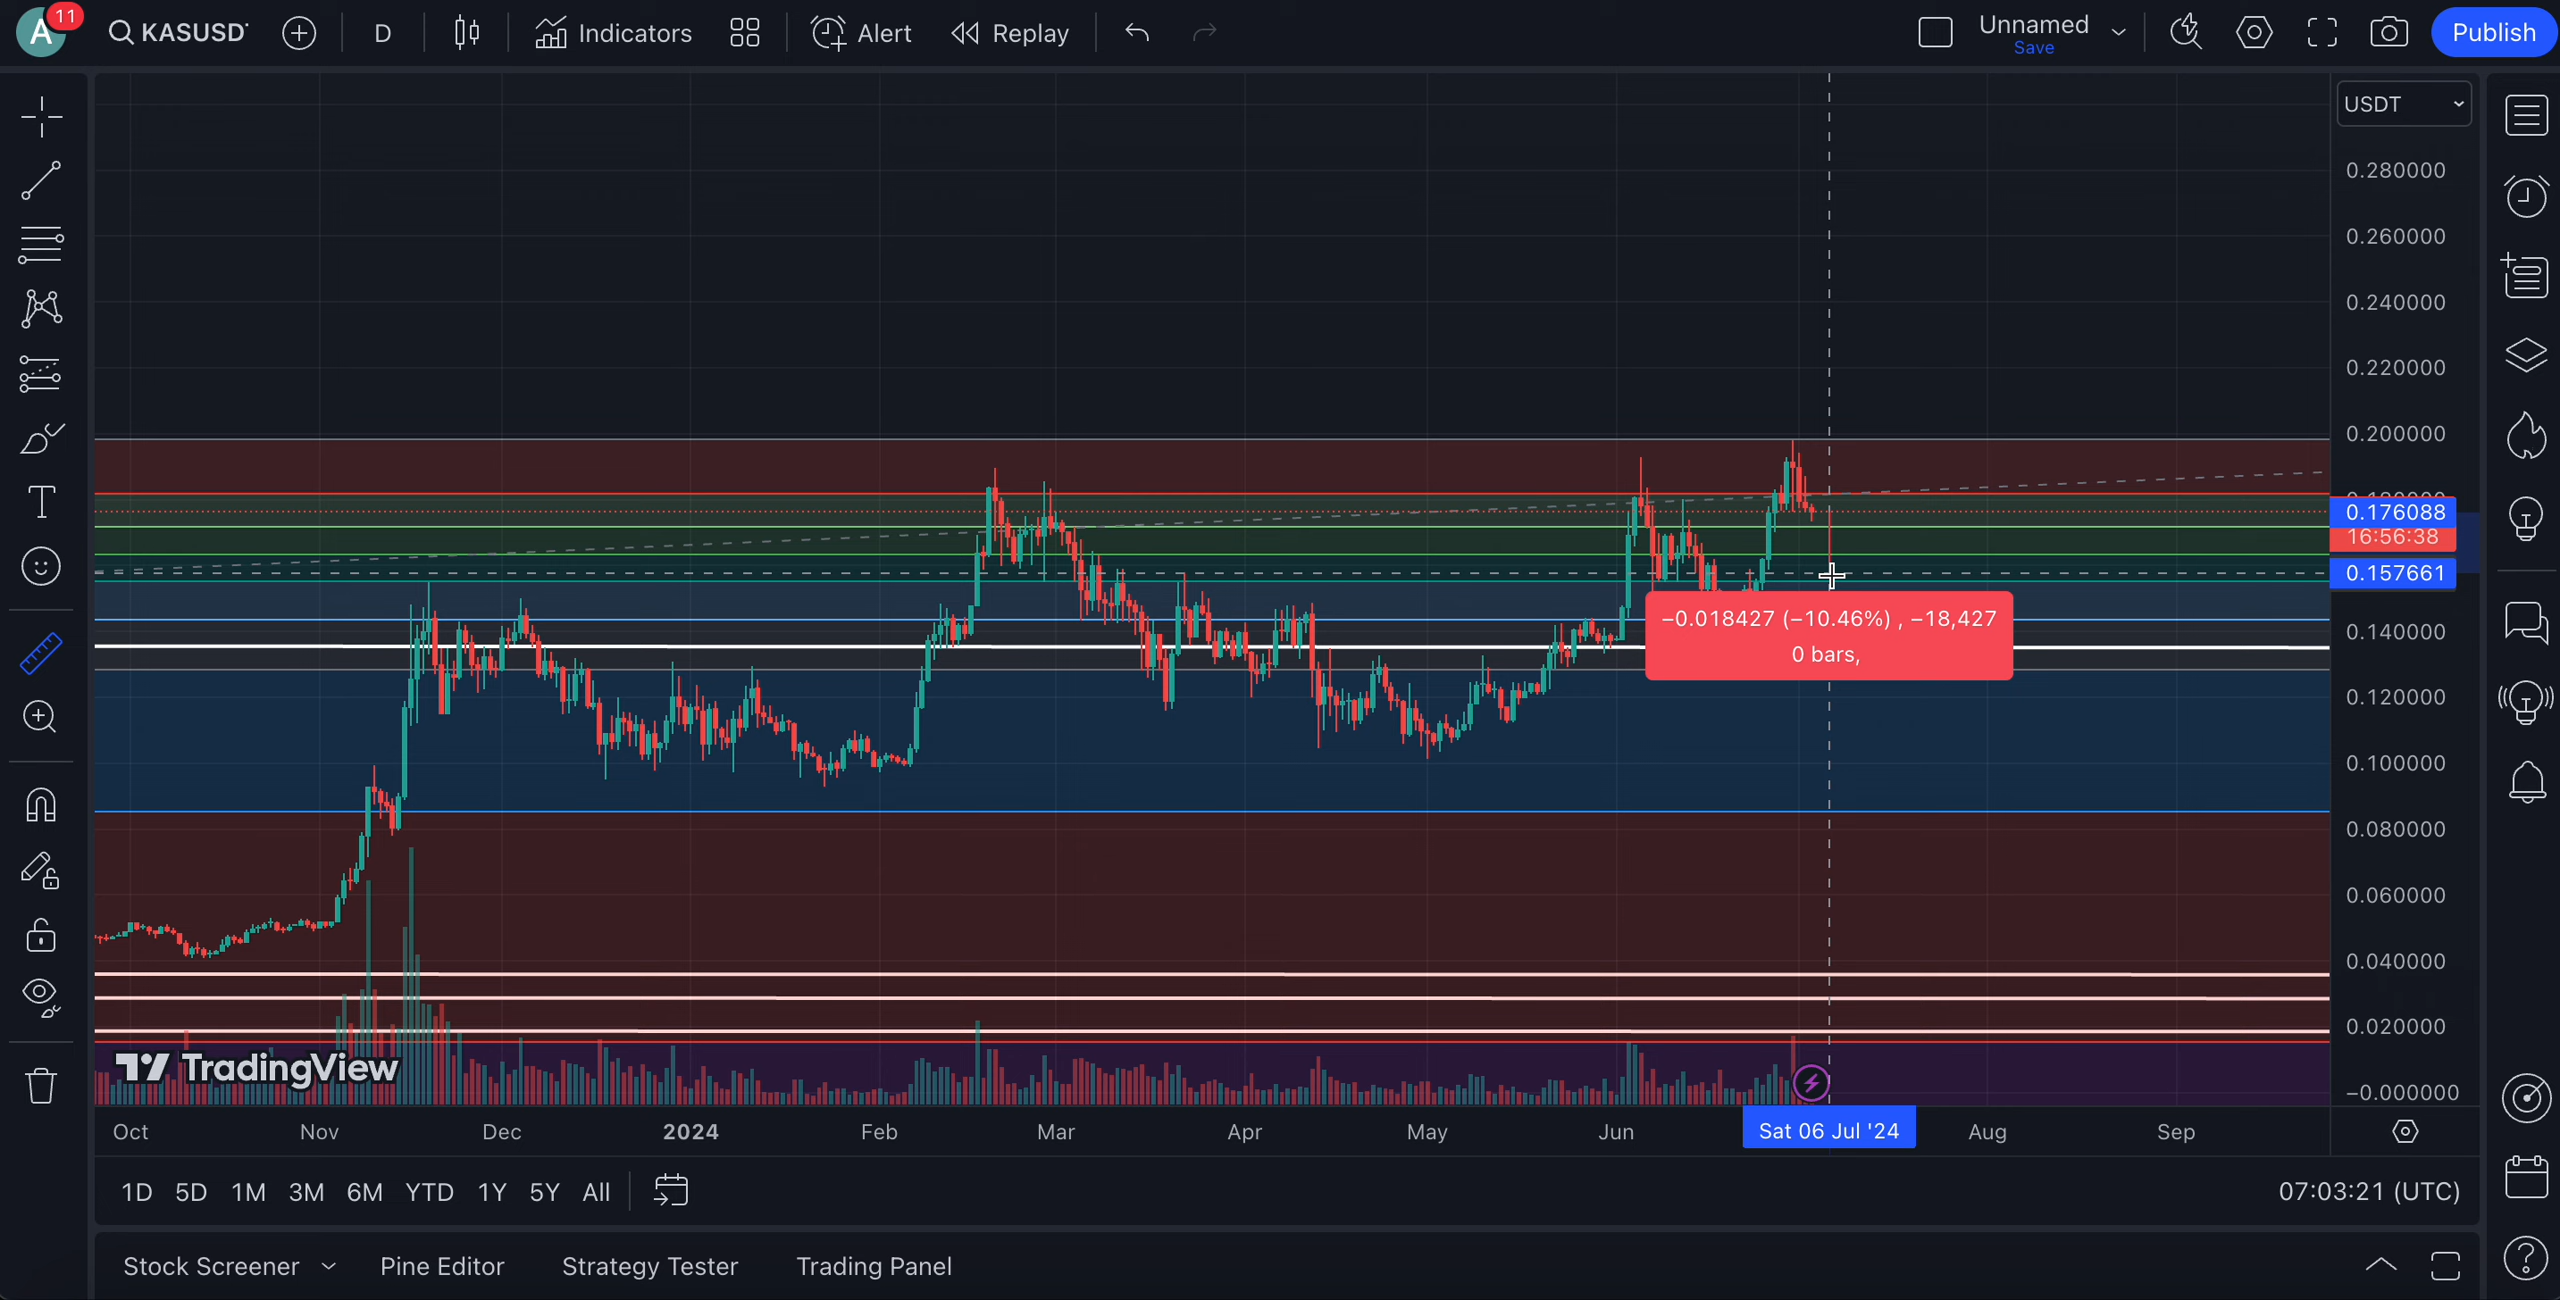 A 11 KASUSD D Indicators Alert Replay Unnamed Publish
Save
USDT
0.280000
0.260000
0.240000
0.220000
0.200000
0.176088
16:56:38
0.157661
−0.018427 (−10.46%) , −18,427
0 bars,
0.140000
0.120000
0.100000
0.080000
0.060000
0.040000
0.020000
−0.000000
TradingView
Oct Nov Dec 2024 Feb Mar Apr May Jun Sat 06 Jul '24 Aug Sep
1D 5D 1M 3M 6M YTD 1Y 5Y All 07:03:21 (UTC)
Stock Screener Pine Editor Strategy Tester Trading Panel